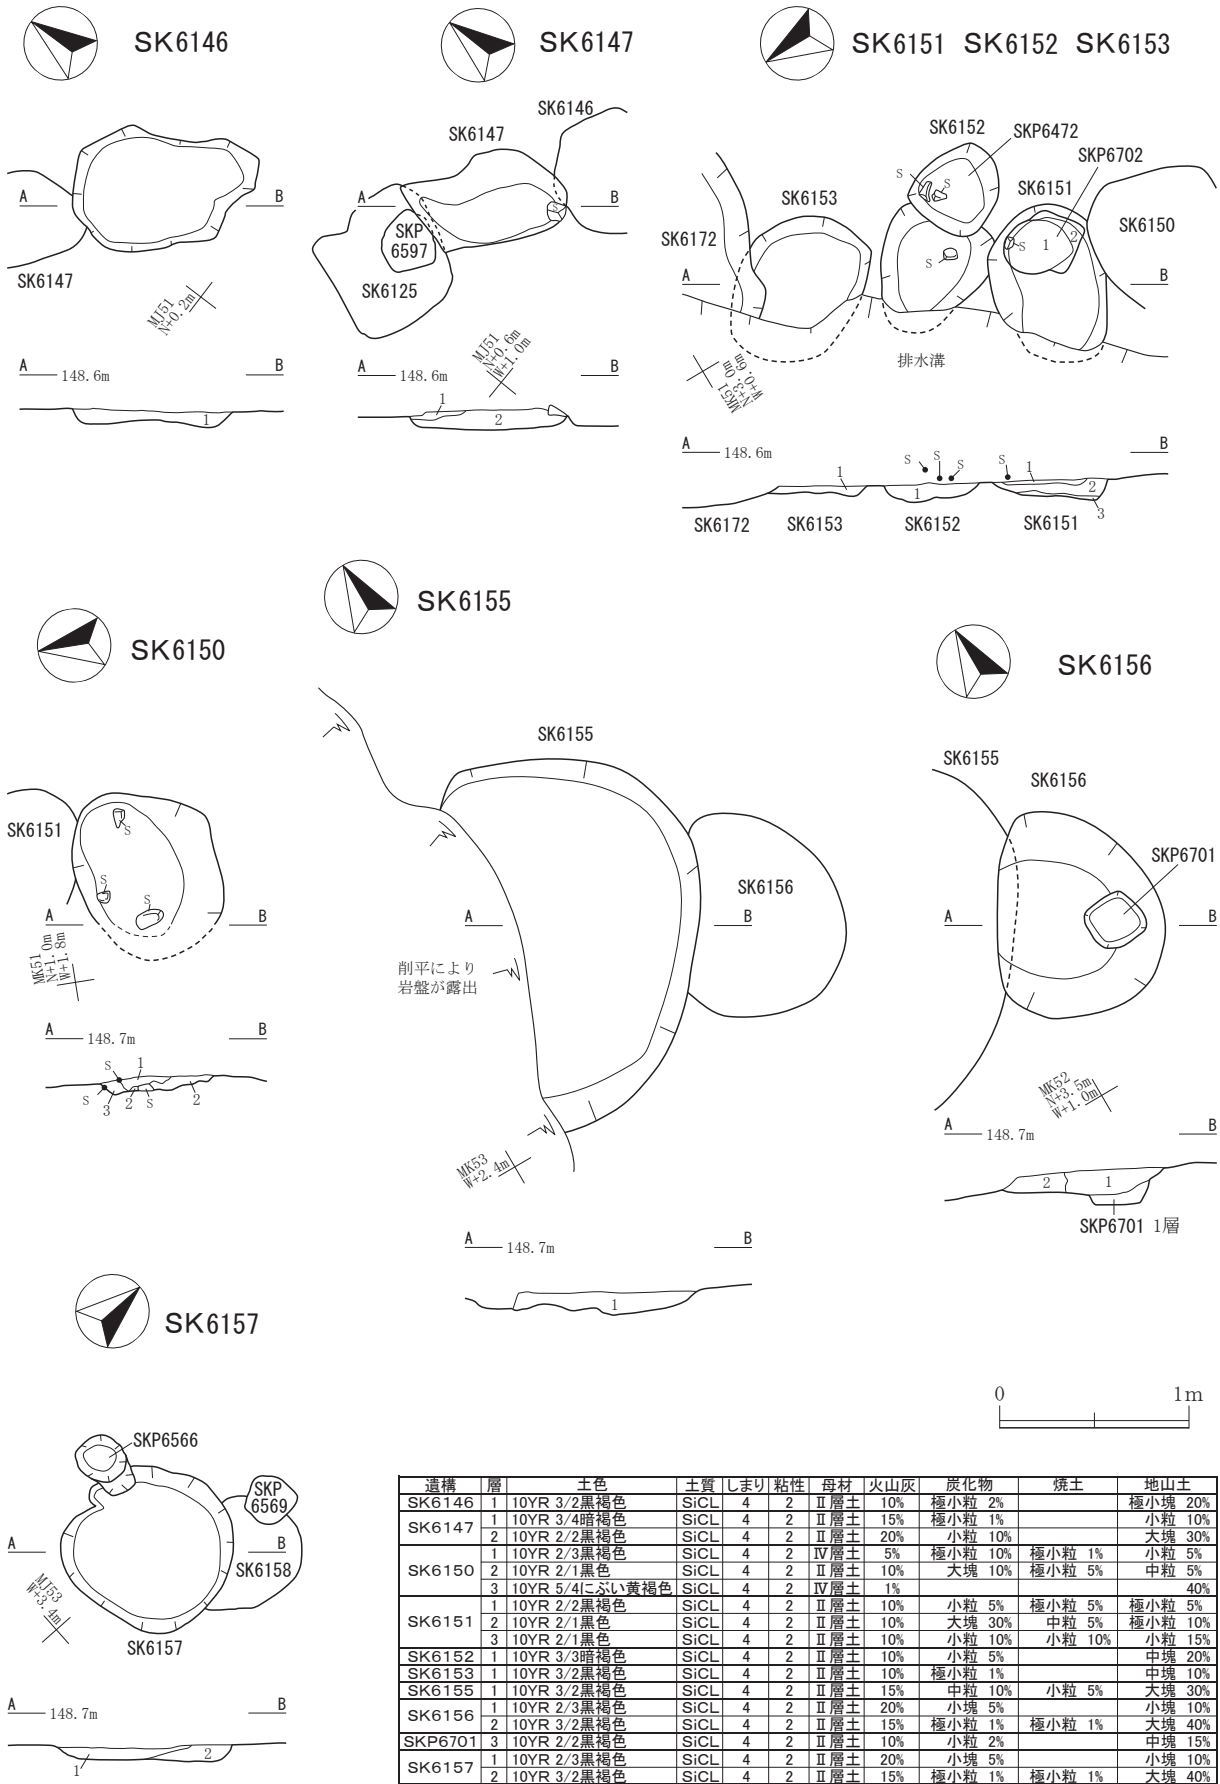 SK6146
SK6147
A
B
MJ51
N+0.2m
A 148.6m B
1
SK6147
SK6146
SK6147
A
B
SKP
6597
SK6125
S
MJ51
N+0.6m
W+1.0m
A 148.6m B
1
2
SK6151 SK6152 SK6153
SK6152
SKP6472
SKP6702
SK6151
SK6153
SK6172
SK6150
S
S
S
S
1
2
A
B
排水溝
MK51
N+3.0m
W+0.6m
A 148.6m B
S
S
S
S
1
1
1
2
3
SK6172 SK6153 SK6152 SK6151
SK6150
SK6151
S
S
S
A
B
MK51
N+1.0m
W+1.8m
A 148.7m B
S
1
S
3
2
S
2
SK6155
SK6155
SK6156
A
B
削平により
岩盤が露出
MK53
W+2.4m
A 148.7m B
1
SK6156
SK6155
SK6156
SKP6701
A
B
MK52
N+3.5m
W+1.0m
A 148.7m B
2
1
SKP6701 1層
SK6157
SKP6566
SKP
6569
A
B
SK6158
MJ53
W+3.4m
SK6157
A 148.7m B
1
2
0 1m
遺構 層 土色 土質 しまり 粘性 母材 火山灰 炭化物 焼土 地山土
SK6146 1 10YR 3/2黒褐色 SiCL 4 2 Ⅱ層土 10% 極小粒 2% 極小塊 20%
SK6147 1 10YR 3/4暗褐色 SiCL 4 2 Ⅱ層土 15% 極小粒 1% 小粒 10%
2 10YR 2/2黒褐色 SiCL 4 2 Ⅱ層土 20% 小粒 10% 大塊 30%
SK6150 1 10YR 2/3黒褐色 SiCL 4 2 Ⅳ層土 5% 極小粒 10% 極小粒 1% 小粒 5%
2 10YR 2/1黒色 SiCL 4 2 Ⅱ層土 10% 大塊 10% 極小粒 5% 中粒 5%
3 10YR 5/4にぶい黄褐色 SiCL 4 2 Ⅳ層土 1% 40%
SK6151 1 10YR 2/2黒褐色 SiCL 4 2 Ⅱ層土 10% 小粒 5% 極小粒 5% 極小粒 5%
2 10YR 2/1黒色 SiCL 4 2 Ⅱ層土 10% 大塊 30% 中粒 5% 極小粒 10%
3 10YR 2/1黒色 SiCL 4 2 Ⅱ層土 10% 小粒 10% 小粒 10% 小粒 15%
SK6152 1 10YR 3/3暗褐色 SiCL 4 2 Ⅱ層土 10% 小粒 5% 中塊 20%
SK6153 1 10YR 3/2黒褐色 SiCL 4 2 Ⅱ層土 10% 極小粒 1% 中塊 10%
SK6155 1 10YR 3/2黒褐色 SiCL 4 2 Ⅱ層土 15% 中粒 10% 小粒 5% 大塊 30%
SK6156 1 10YR 2/3黒褐色 SiCL 4 2 Ⅱ層土 20% 小塊 5% 小塊 10%
2 10YR 3/2黒褐色 SiCL 4 2 Ⅱ層土 15% 極小粒 1% 極小粒 1% 大塊 40%
SKP6701 3 10YR 2/2黒褐色 SiCL 4 2 Ⅱ層土 10% 小粒 2% 中塊 15%
SK6157 1 10YR 2/3黒褐色 SiCL 4 2 Ⅱ層土 20% 小塊 5% 小塊 10%
2 10YR 3/2黒褐色 SiCL 4 2 Ⅱ層土 15% 極小粒 1% 極小粒 1% 大塊 40%